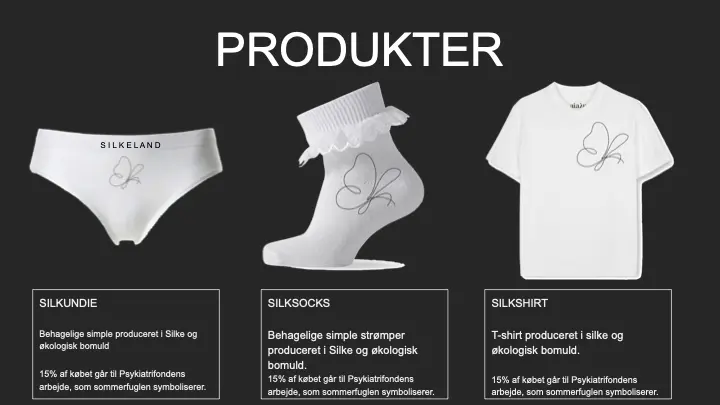 PRODUKTER
SILKELAND
SILKUNDIE
Behagelige simple produceret i Silke og
økologisk bomuld
15% af købet går til Psykiatrifondens
arbejde, som sommerfuglen symboliserer.
SILKSOCKS
Behagelige simple strømper
produceret i Silke og økologisk
bomuld.
15% af købet går til Psykiatrifondens
arbejde, som sommerfuglen symboliserer.
SILKSHIRT
T-shirt produceret i silke og
økologisk bomuld.
15% af købet går til Psykiatrifondens
arbejde, som sommerfuglen symboliserer.